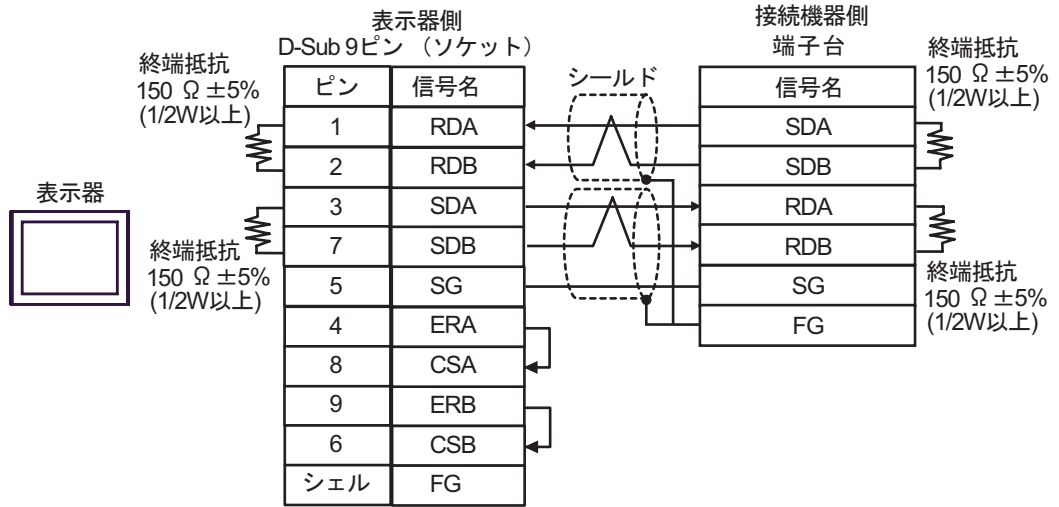 表示器側
D-Sub 9ピン （ソケット）
接続機器側
端子台
終端抵抗
150 Ω ±5%
(1/2W以上)
シールド
終端抵抗
150 Ω ±5%
(1/2W以上)
ピン 信号名
信号名
1 RDA
SDA
2 RDB
SDB
表示器
3 SDA
RDA
7 SDB
RDB
終端抵抗
150 Ω ±5%
(1/2W以上)
終端抵抗
150 Ω ±5%
(1/2W以上)
5 SG
SG
4 ERA
FG
8 CSA
9 ERB
6 CSB
シェル FG